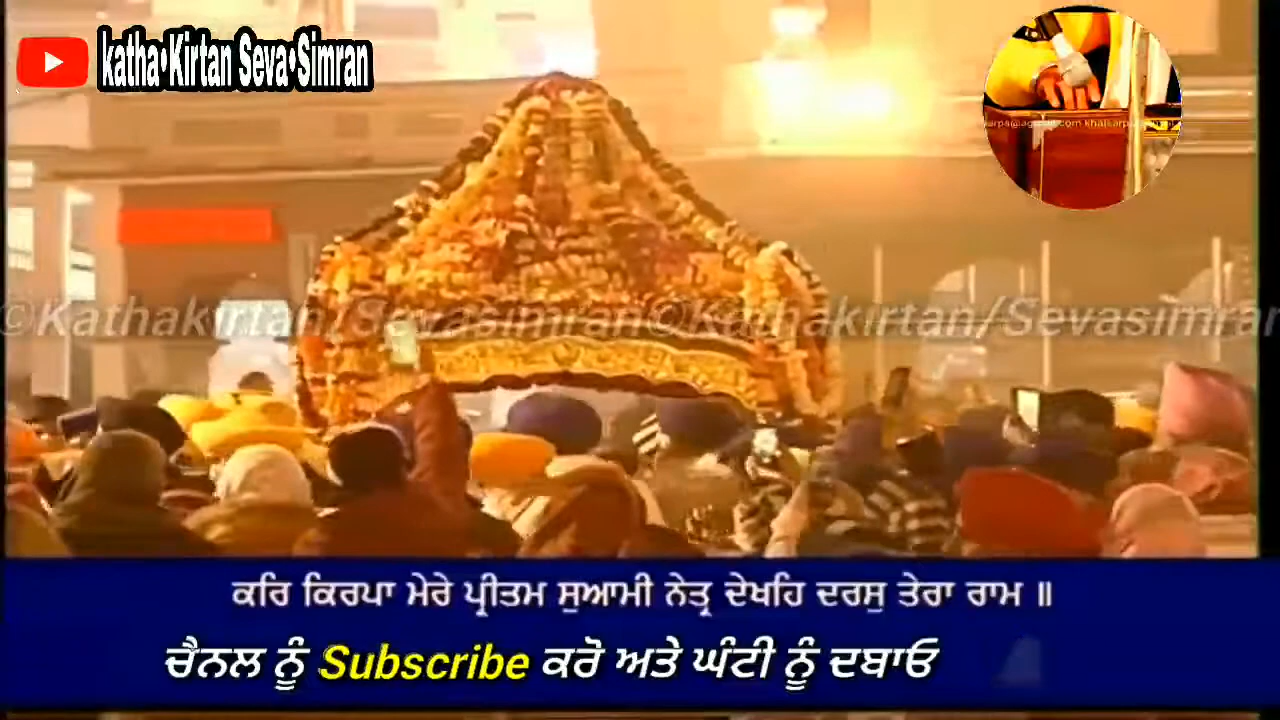 katha•Kirtan Seva•Simran
©Kathakirtan/Sevasimran©Kathakirtan/Sevasimran
ਕਰਿ ਕਿਰਪਾ ਮੇਰੇ ਪ੍ਰੀਤਮ ਸੁਆਮੀ ਨੇਤ੍ਰ ਦੇਖਹਿ ਦਰਸੁ ਤੇਰਾ ਰਾਮ ॥
ਚੈਨਲ ਨੂੰ Subscribe ਕਰੋ ਅਤੇ ਘੰਟੀ ਨੂੰ ਦਬਾਓ